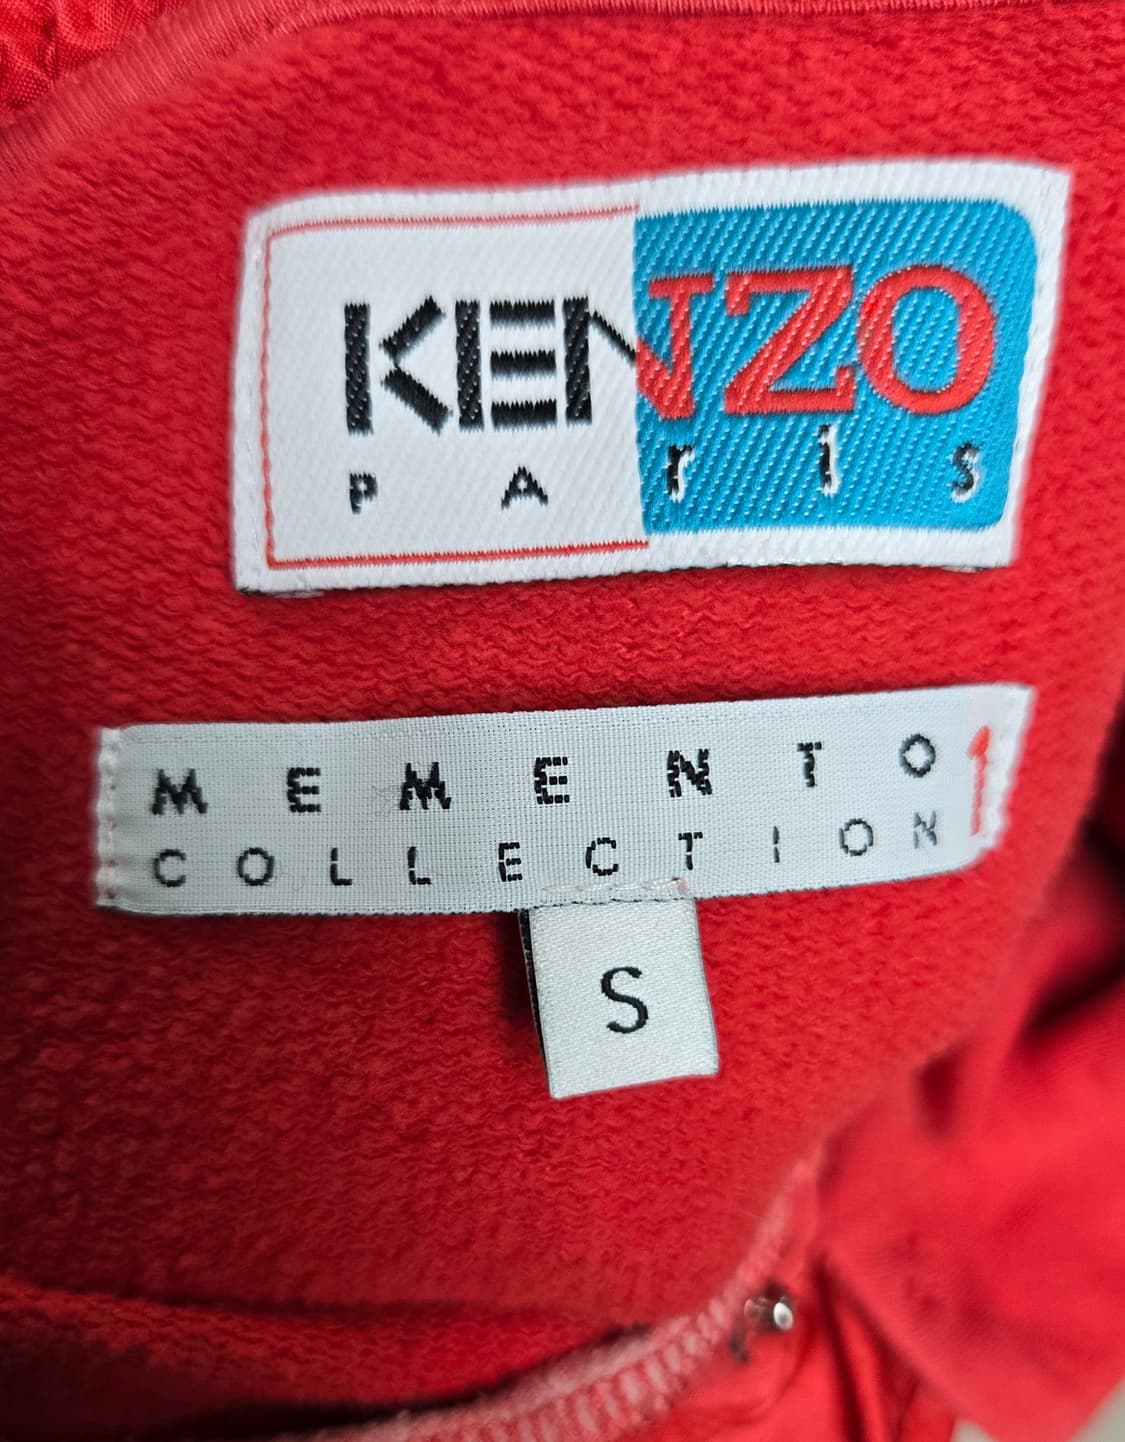 KENZO
PAris
MEMENTO 1
COLLECTION
S